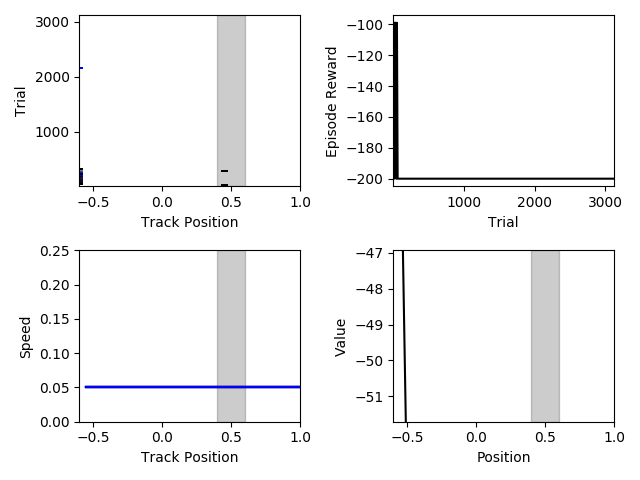 3000
2000
1000
Trial
−0.5 0.0 0.5 1.0
Track Position
−100
−120
−140
−160
−180
−200
Episode Reward
1000 2000 3000
Trial
0.25
0.20
0.15
0.10
0.05
0.00
Speed
−0.5 0.0 0.5 1.0
Track Position
−47
−48
−49
−50
−51
Value
−0.5 0.0 0.5 1.0
Position